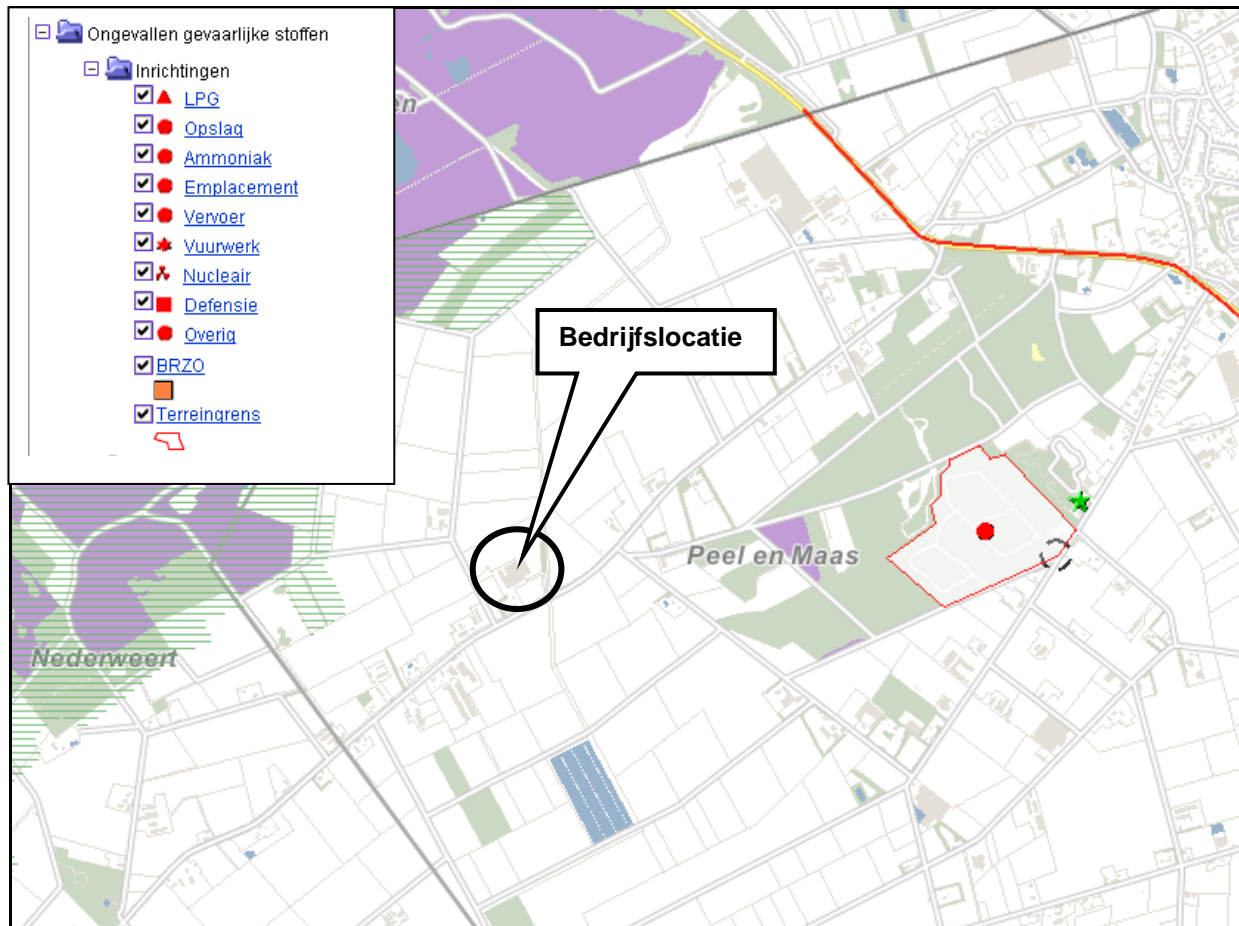 Ongevallen gevaarlijke stoffen
Inrichtingen
LPG
Opslag
Ammoniak
Emplacement
Vervoer
Vuurwerk
Nucleair
Defensie
Overig
BRZO
Terreingrens
en
Bedrijfslocatie
Peel en Maas
Nederweert